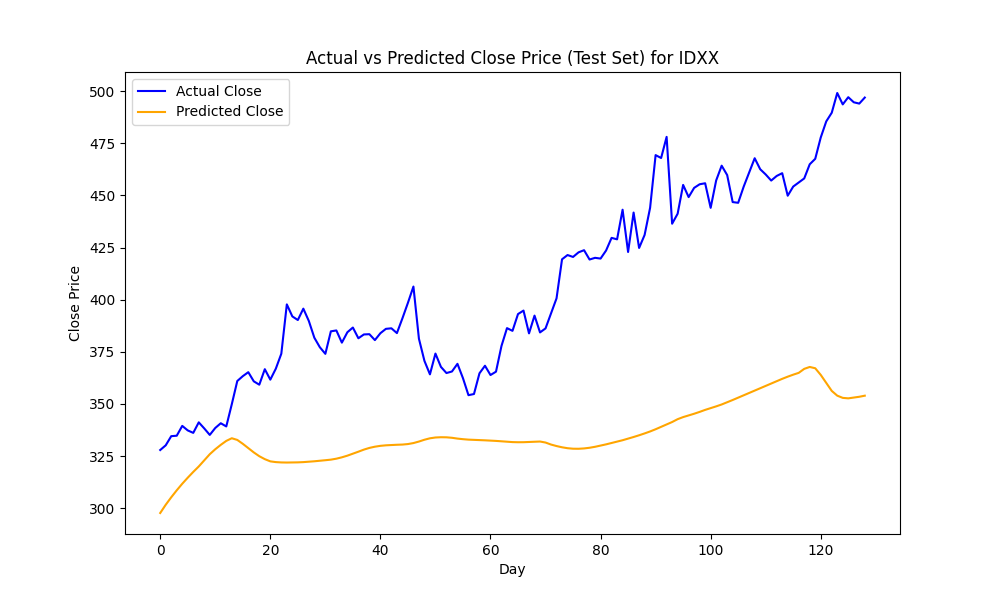 Actual vs Predicted Close Price (Test Set) for IDXX
Actual Close
Predicted Close
Close Price
500
475
450
425
400
375
350
325
300
0 20 40 60 80 100 120
Day